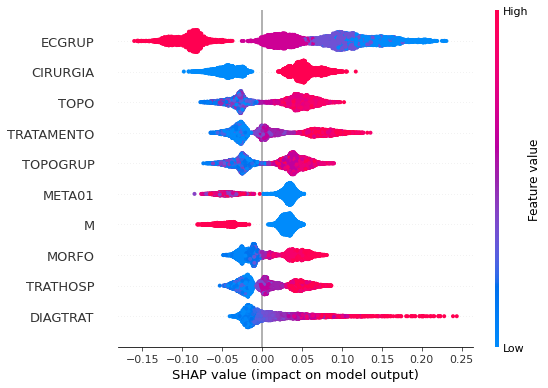 High
ECGRUP
CIRURGIA
TOPO
TRATAMENTO
TOPOGRUP
META01
M
MORFO
TRATHOSP
DIAGTRAT
Feature value
Low
−0.15 −0.10 −0.05 0.00 0.05 0.10 0.15 0.20 0.25
SHAP value (impact on model output)